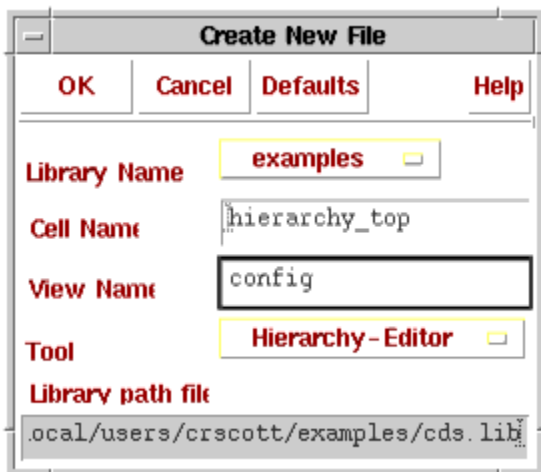 Create New File
OK Cancel Defaults Help
Library Name examples
Cell Name hierarchy_top
View Name config
Tool Hierarchy-Editor
Library path file
.ocal/users/crscott/examples/cds.lib